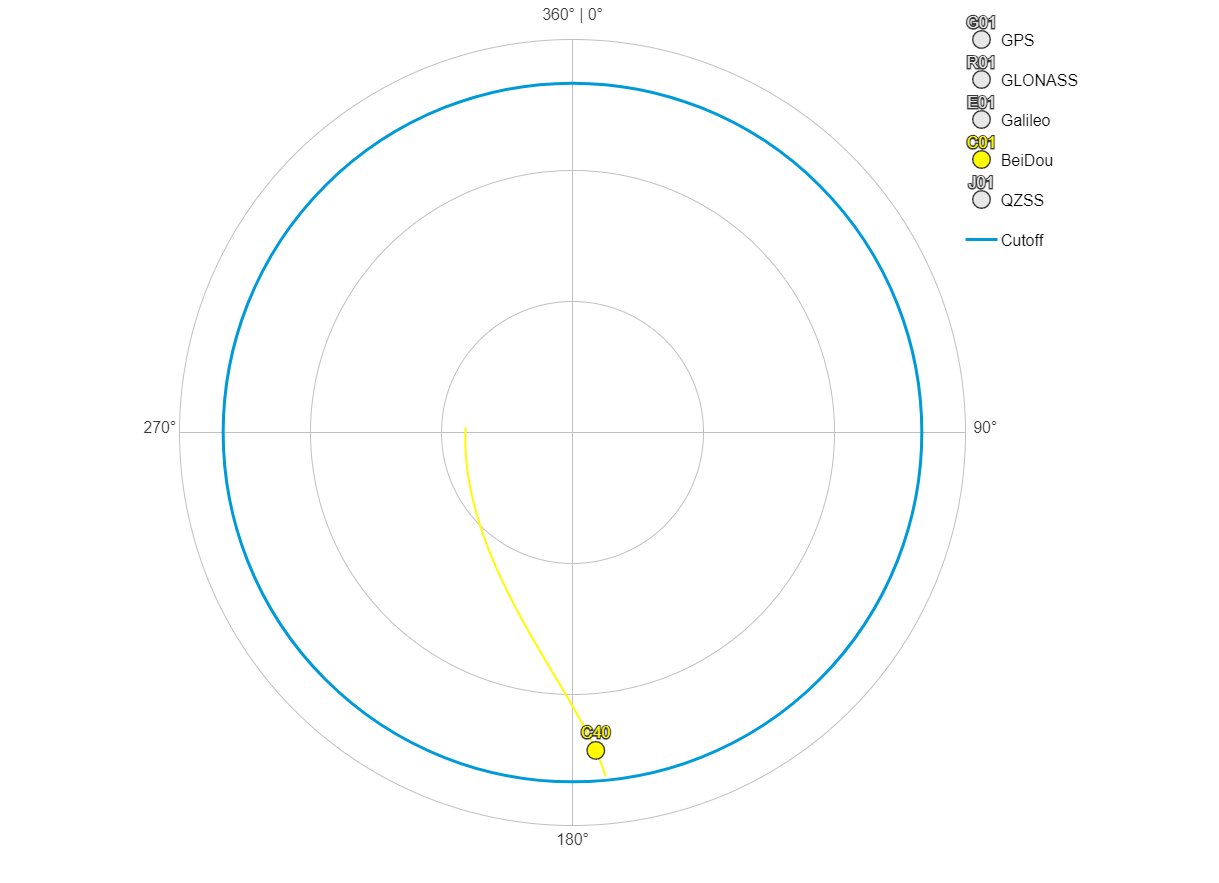 360° | 0°
G01
GPS
R01
GLONASS
E01
Galileo
C01
BeiDou
J01
QZSS
Cutoff
270°
90°
C40
180°